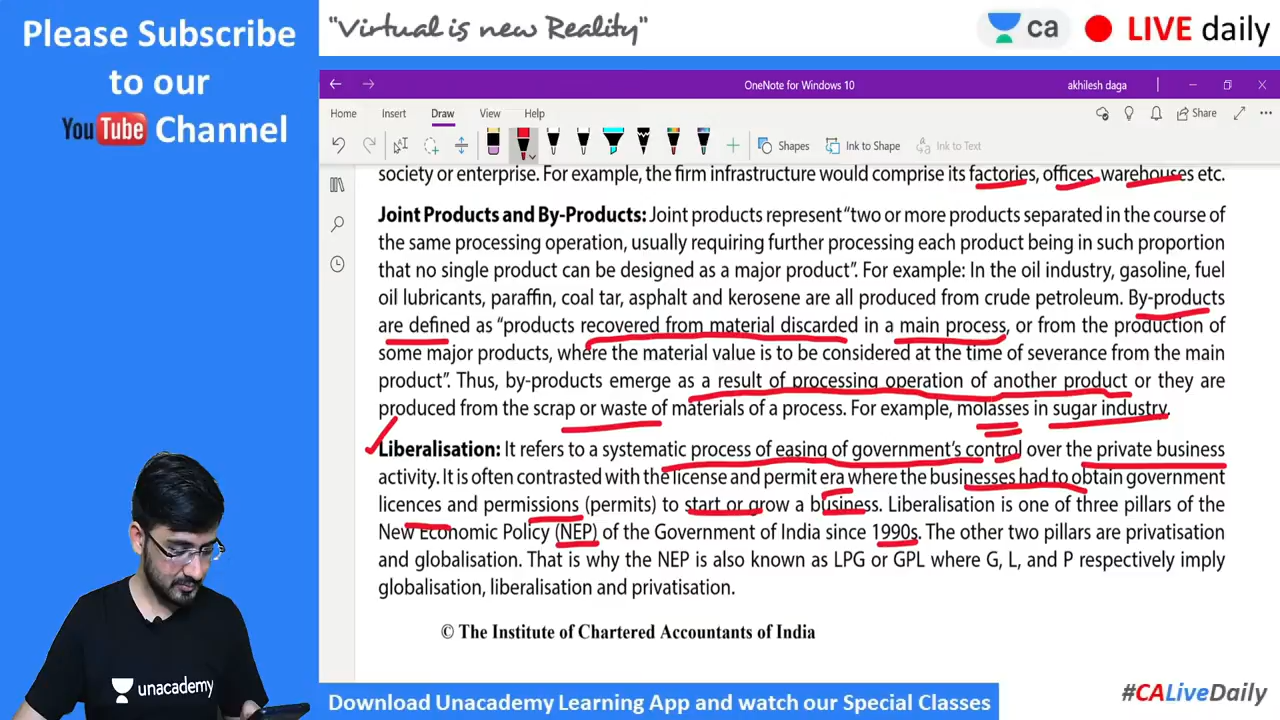 Please Subscribe
to our
YouTube Channel
"Virtual is new Reality"
ca
LIVE daily
OneNote for Windows 10
akhilesh daga
Home Insert Draw View Help
Share
Shapes Ink to Shape Ink to Text
society or enterprise. For example, the firm infrastructure would comprise its factories, offices, warehouses etc.
Joint Products and By-Products: Joint products represent “two or more products separated in the course of
the same processing operation, usually requiring further processing each product being in such proportion
that no single product can be designed as a major product”. For example: In the oil industry, gasoline, fuel
oil lubricants, paraffin, coal tar, asphalt and kerosene are all produced from crude petroleum. By-products
are defined as “products recovered from material discarded in a main process, or from the production of
some major products, where the material value is to be considered at the time of severance from the main
product”. Thus, by-products emerge as a result of processing operation of another product or they are
produced from the scrap or waste of materials of a process. For example, molasses in sugar industry.
Liberalisation: It refers to a systematic process of easing of government’s control over the private business
activity. It is often contrasted with the license and permit era where the businesses had to obtain government
licences and permissions (permits) to start or grow a business. Liberalisation is one of three pillars of the
New Economic Policy (NEP) of the Government of India since 1990s. The other two pillars are privatisation
and globalisation. That is why the NEP is also known as LPG or GPL where G, L, and P respectively imply
globalisation, liberalisation and privatisation.
© The Institute of Chartered Accountants of India
unacademy
Download Unacademy Learning App and watch our Special Classes
#CALiveDaily